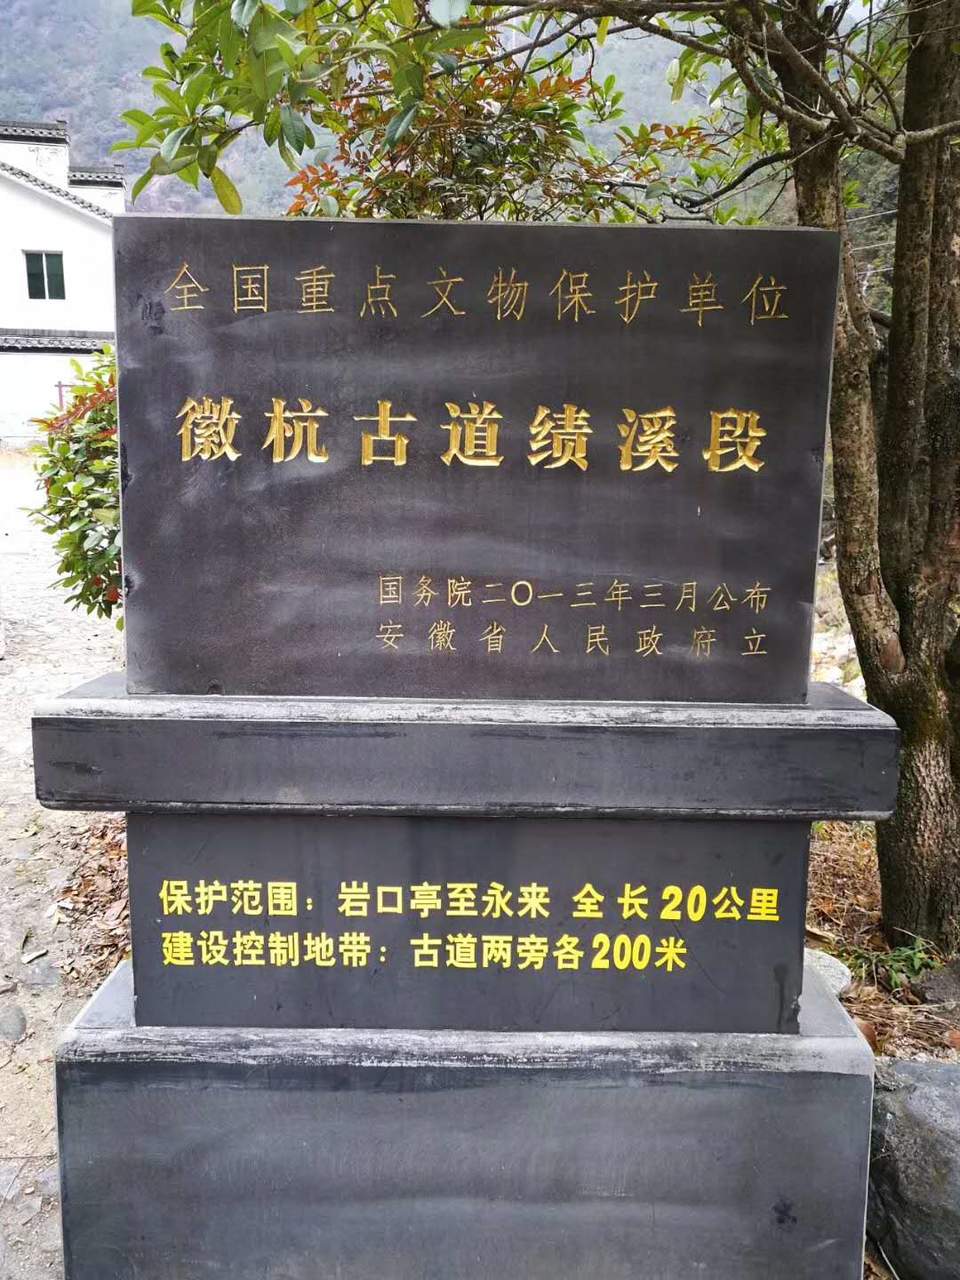 全国重点文物保护单位
徽杭古道绩溪段
国务院二〇一三年三月公布
安徽省人民政府立
保护范围：岩口亭至永来 全长20公里
建设控制地带：古道两旁各200米